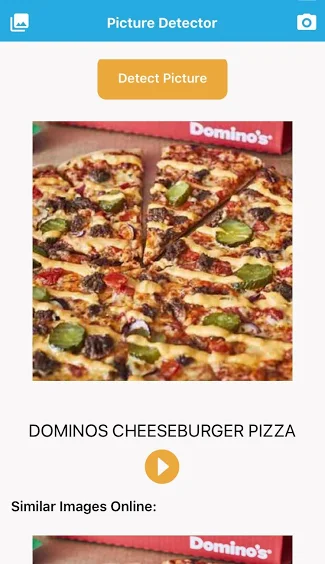 Picture Detector
Detect Picture
Domino's
DOMINOS CHEESEBURGER PIZZA
Similar Images Online:
Domino's